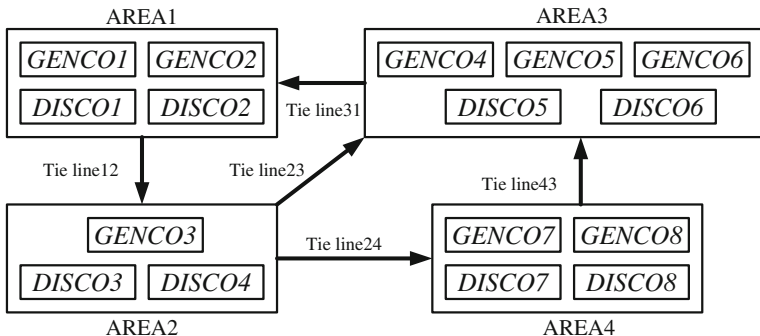 AREA1
AREA3
GENCO1 GENCO2
GENCO4 GENCO5 GENCO6
DISCO1 DISCO2
DISCO5 DISCO6
Tie line31
Tie line12
Tie line23
Tie line43
GENCO3
GENCO7 GENCO8
Tie line24
DISCO3 DISCO4
DISCO7 DISCO8
AREA2
AREA4